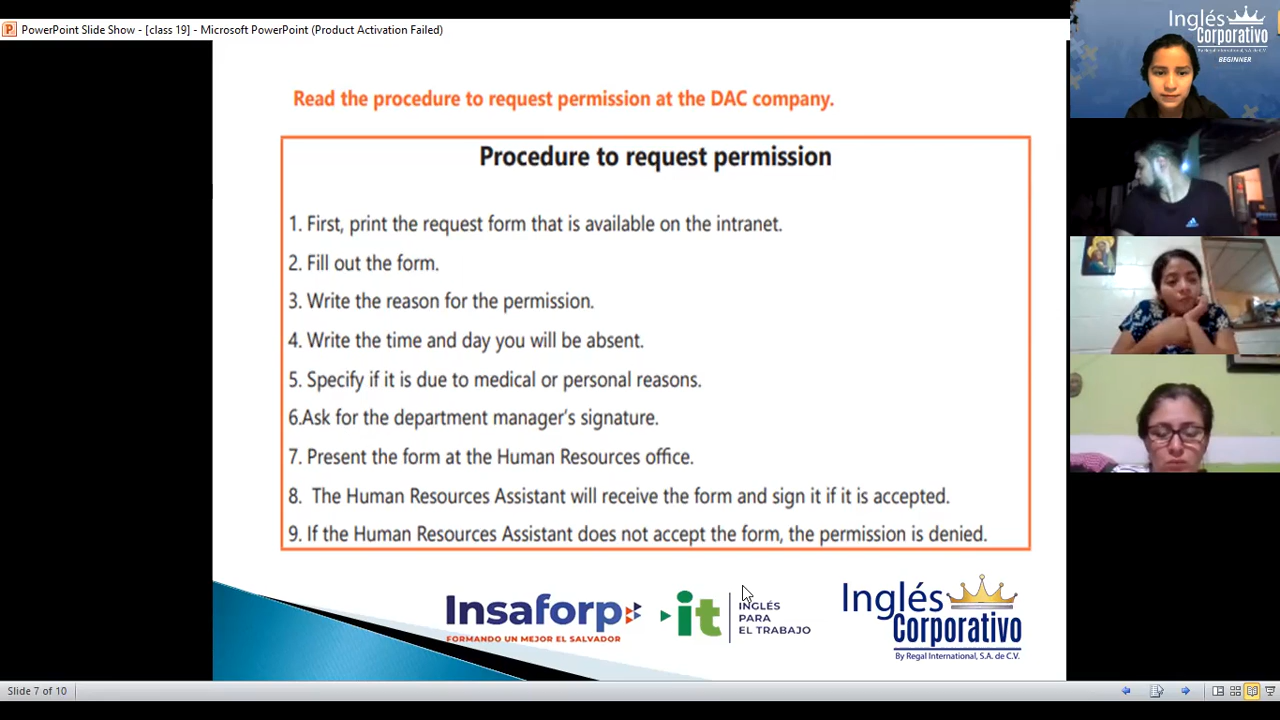 PowerPoint Slide Show - [class 19] - Microsoft PowerPoint (Product Activation Failed)
Inglés
Corporativo
By Regal International, S.A. de C.V.
BEGINNER
Read the procedure to request permission at the DAC company.
Procedure to request permission
1. First, print the request form that is available on the intranet.
2. Fill out the form.
3. Write the reason for the permission.
4. Write the time and day you will be absent.
5. Specify if it is due to medical or personal reasons.
6.Ask for the department manager's signature.
7. Present the form at the Human Resources office.
8. The Human Resources Assistant will receive the form and sign it if it is accepted.
9. If the Human Resources Assistant does not accept the form, the permission is denied.
Insaforp
FORMANDO UN MEJOR EL SALVADOR
it
INGLÉS
PARA
EL TRABAJO
Inglés
Corporativo
By Regal International, S.A. de C.V.
Slide 7 of 10